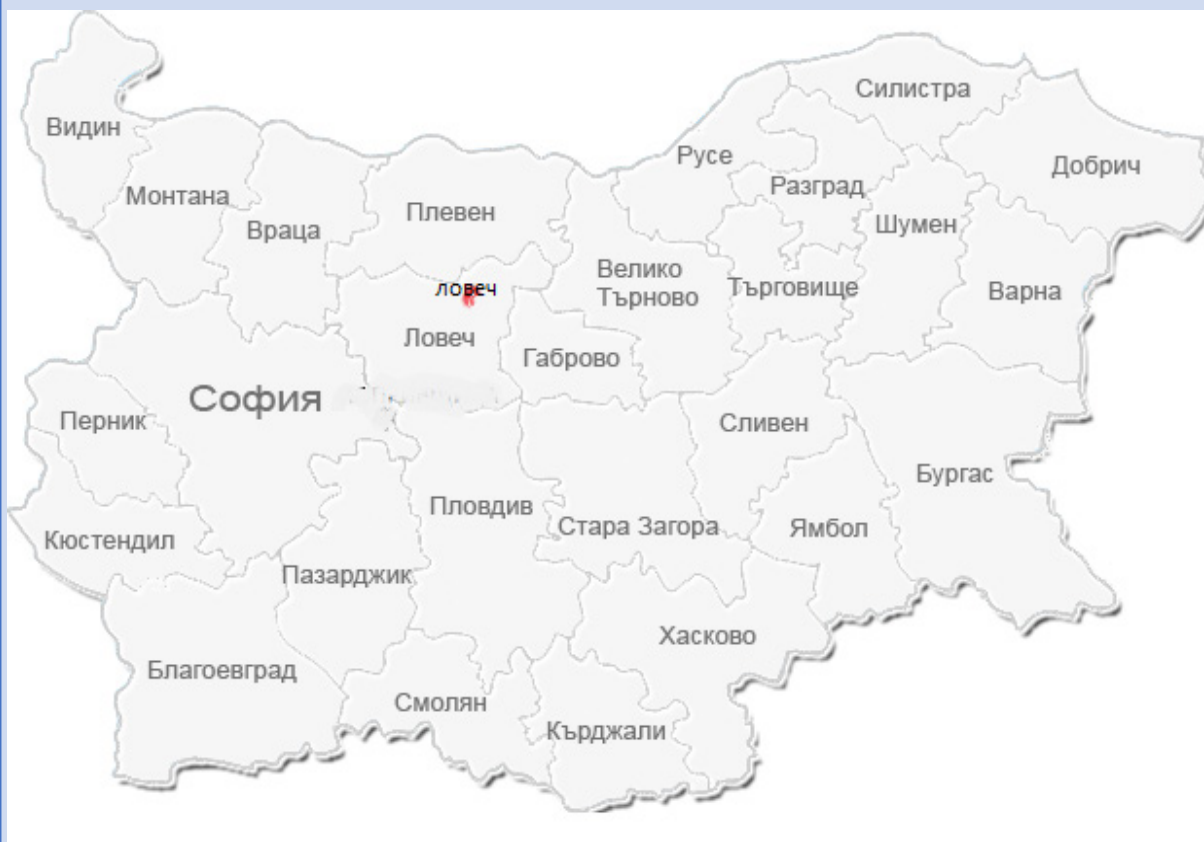 Силистра
Видин
Русе
Добрич
Разград
Монтана
Плевен
Шумен
Враца
Велико
Търново
ловеч
Търговище
Варна
Ловеч
Габрово
София
Перник
Сливен
Бургас
Пловдив
Стара Загора
Ямбол
Кюстендил
Пазарджик
Хасково
Благоевград
Смолян
Кърджали